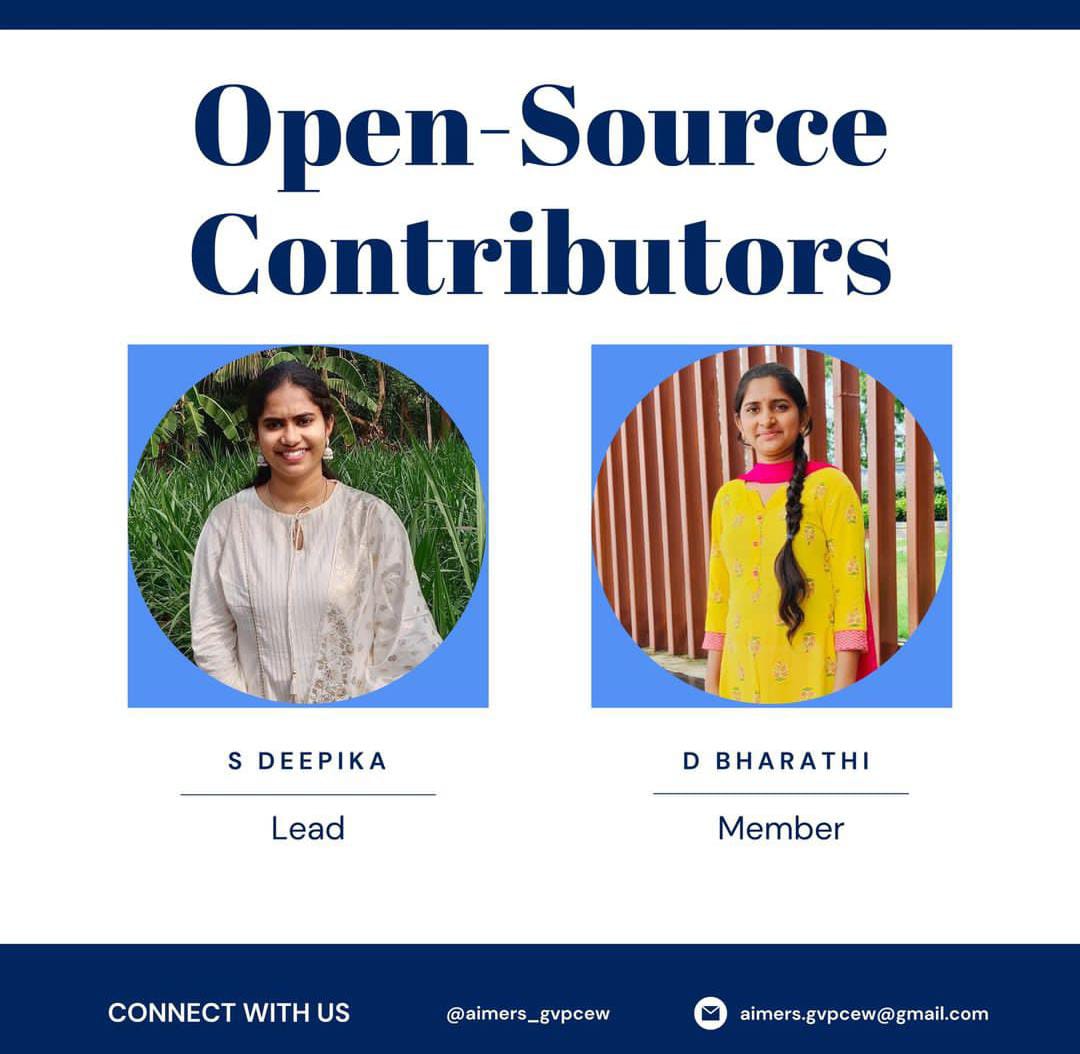 Open-Source
Contributors
S DEEPIKA
Lead
D BHARATHI
Member
CONNECT WITH US
@aimers_gvpcew
aimers.gvpcew@gmail.com